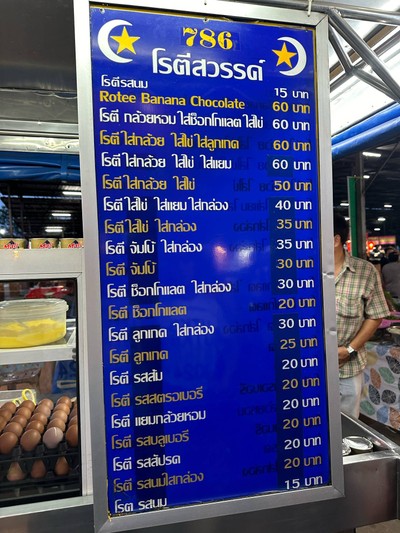 786
โรตีสวรรค์
โรตีรสนม 15 บาท
Rotee Banana Chocolate 60 บาท
โรตี กล้วยหอม ใส่ช็อกโกแลต ใส่ไข่ 60 บาท
โรตี ใส่กล้วย ใส่ไข่ ใส่ลูกเกด 60 บาท
โรตี ใส่กล้วย ใส่ไข่ ใส่แยม 60 บาท
โรตี ใส่กล้วย ใส่ไข่ 50 บาท
โรตี ใส่ไข่ ใส่แยม ใส่กล่อง 40 บาท
โรตี ใส่ไข่ ใส่กล่อง 35 บาท
โรตี จัมโบ้ ใส่กล่อง 35 บาท
โรตี จัมโบ้ 30 บาท
โรตี ช็อกโกแลต ใส่กล่อง 30 บาท
โรตี ช็อกโกแลต 20 บาท
โรตี ลูกเกด ใส่กล่อง 30 บาท
โรตี ลูกเกด 25 บาท
โรตี รสส้ม 20 บาท
โรตี รสสตรอเบอรี 20 บาท
โรตี แยมกล้วยหอม 20 บาท
โรตี รสบลูเบอรี 20 บาท
โรตี รสสัปรด 20 บาท
โรตี รสนมใส่กล่อง 20 บาท
โรตี รสนม 15 บาท